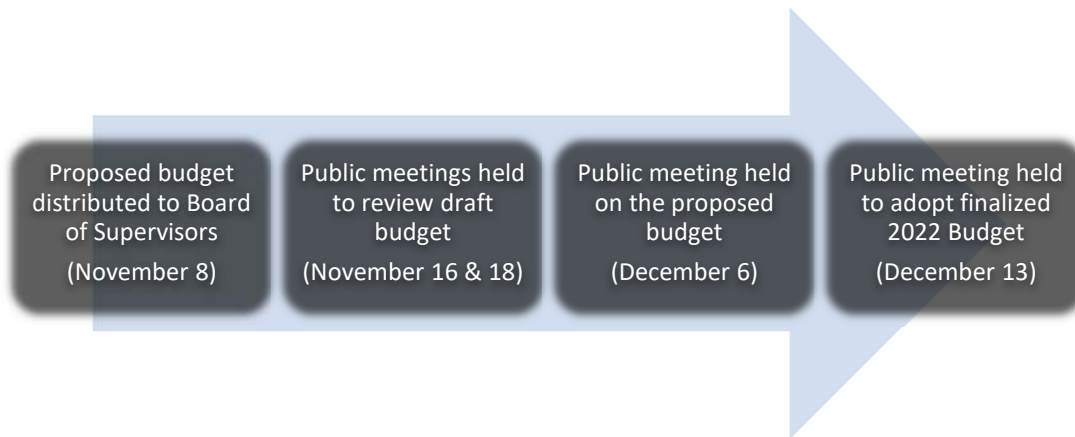 Proposed budget
distributed to Board
of Supervisors
(November 8)
Public meetings held
to review draft
budget
(November 16 & 18)
Public meeting held
on the proposed
budget
(December 6)
Public meeting held
to adopt finalized
2022 Budget
(December 13)